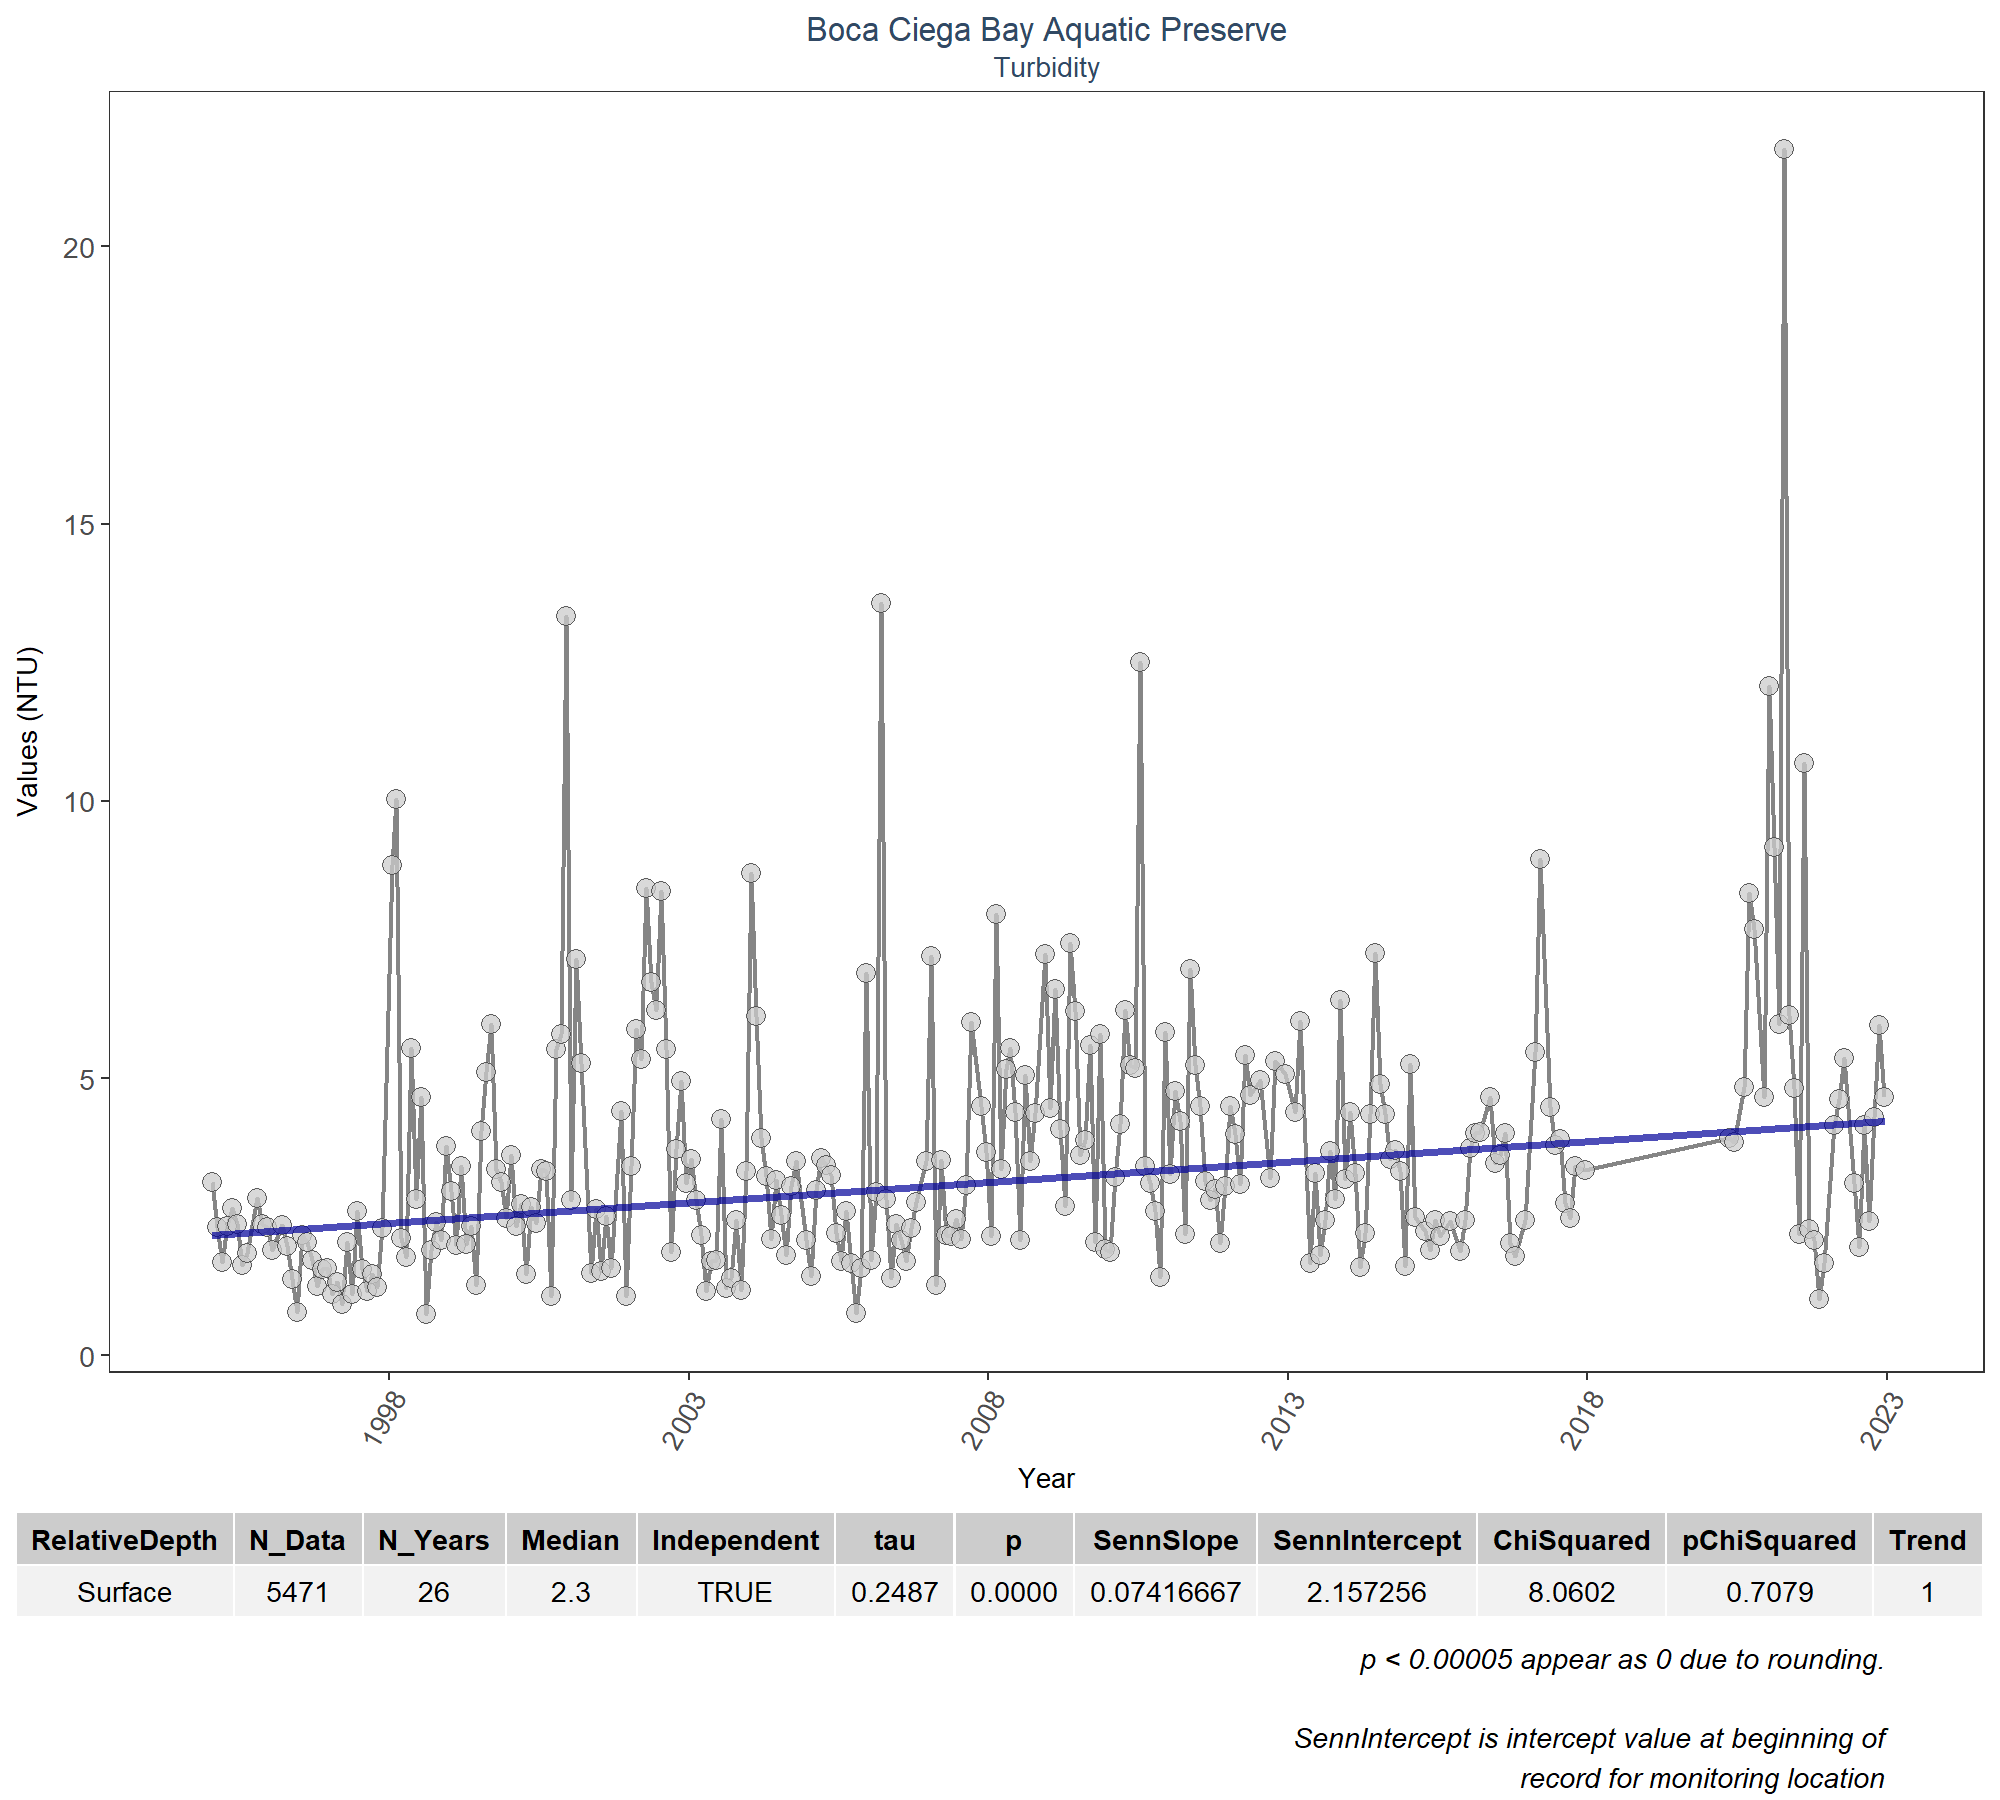 Boca Ciega Bay Aquatic Preserve
Turbidity
20
15
10
5
0
Values (NTU)
1998 2003 2008 2013 2018 2023
Year
RelativeDepth N_Data N_Years Median Independent tau p SennSlope SennIntercept ChiSquared pChiSquared Trend
Surface 5471 26 2.3 TRUE 0.2487 0.0000 0.07416667 2.157256 8.0602 0.7079 1
p < 0.00005 appear as 0 due to rounding.
SennIntercept is intercept value at beginning of
record for monitoring location